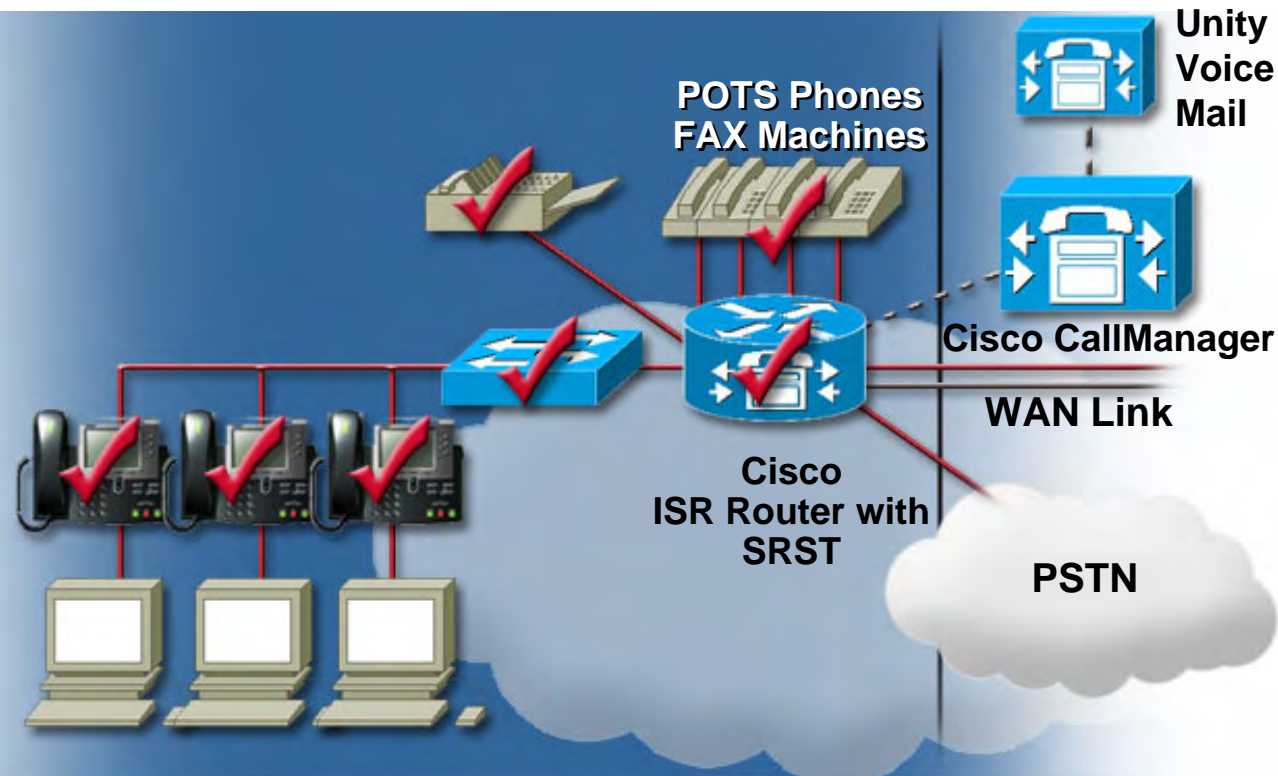 Unity
Voice
Mail
POTS Phones
FAX Machines
Cisco CallManager
WAN Link
Cisco
ISR Router with
SRST
PSTN